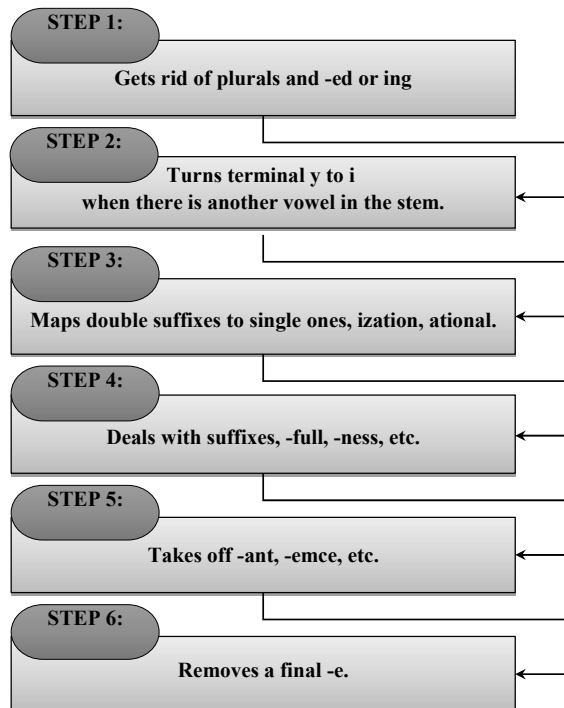 STEP 1:
Gets rid of plurals and -ed or ing
STEP 2:
Turns terminal y to i
when there is another vowel in the stem.
STEP 3:
Maps double suffixes to single ones, ization, ational.
STEP 4:
Deals with suffixes, -full, -ness, etc.
STEP 5:
Takes off -ant, -emce, etc.
STEP 6:
Removes a final -e.